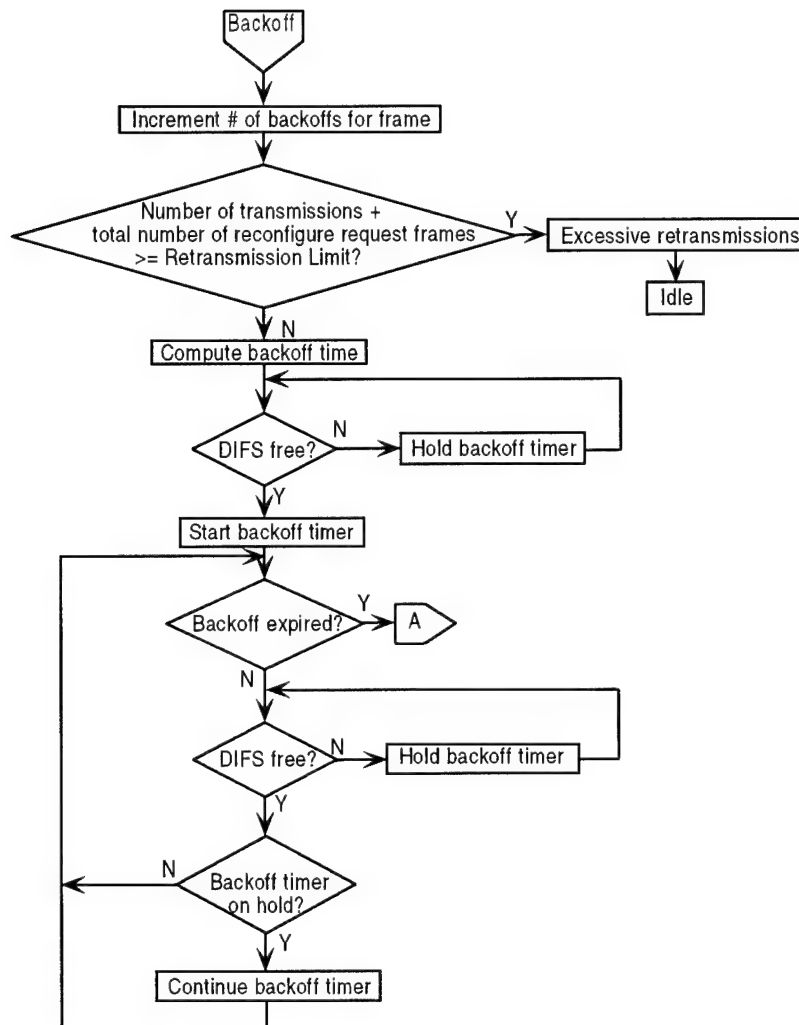 Backoff
Increment # of backoffs for frame
Number of transmissions +
total number of reconfigure request frames
>= Retransmission Limit?
Y
Excessive retransmissions
Idle
N
Compute backoff time
DIFS free?
N
Hold backoff timer
Y
Start backoff timer
Backoff expired?
Y
A
N
DIFS free?
N
Hold backoff timer
Y
N
Backoff timer
on hold?
Y
Continue backoff timer